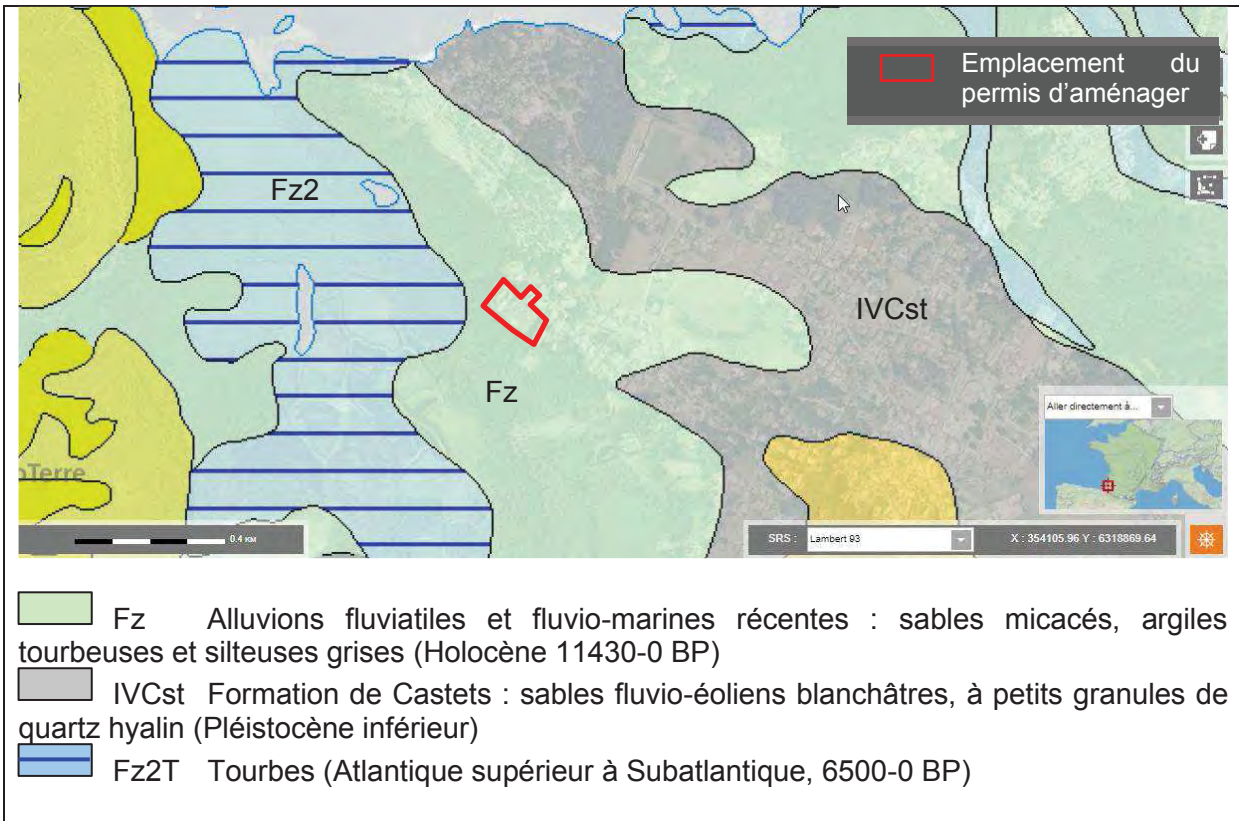 Emplacement du
permis d'aménager
Fz2
IVCst
Fz
Aller directement à...
Terre
0.4 KM
SRS : Lambert 93 X : 354105.96 Y : 6318869.64
Fz Alluvions fluviatiles et fluvio-marines récentes : sables micacés, argiles
tourbeuses et silteuses grises (Holocène 11430-0 BP)
IVCst Formation de Castets : sables fluvio-éoliens blanchâtres, à petits granules de
quartz hyalin (Pléistocène inférieur)
Fz2T Tourbes (Atlantique supérieur à Subatlantique, 6500-0 BP)